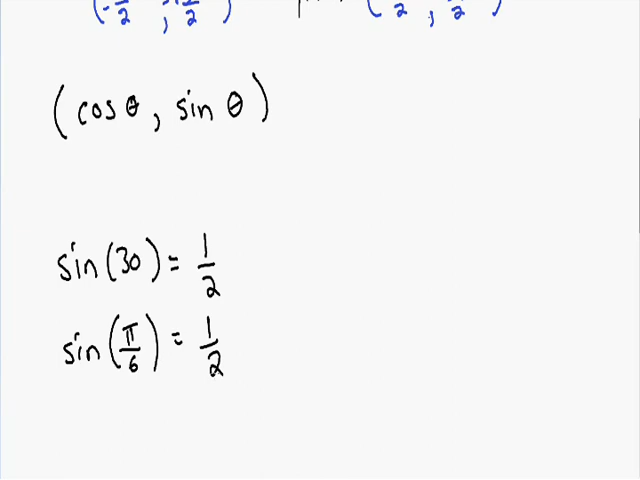 (cos θ, sin θ)
sin(30) = 1/2
sin(π/6) = 1/2